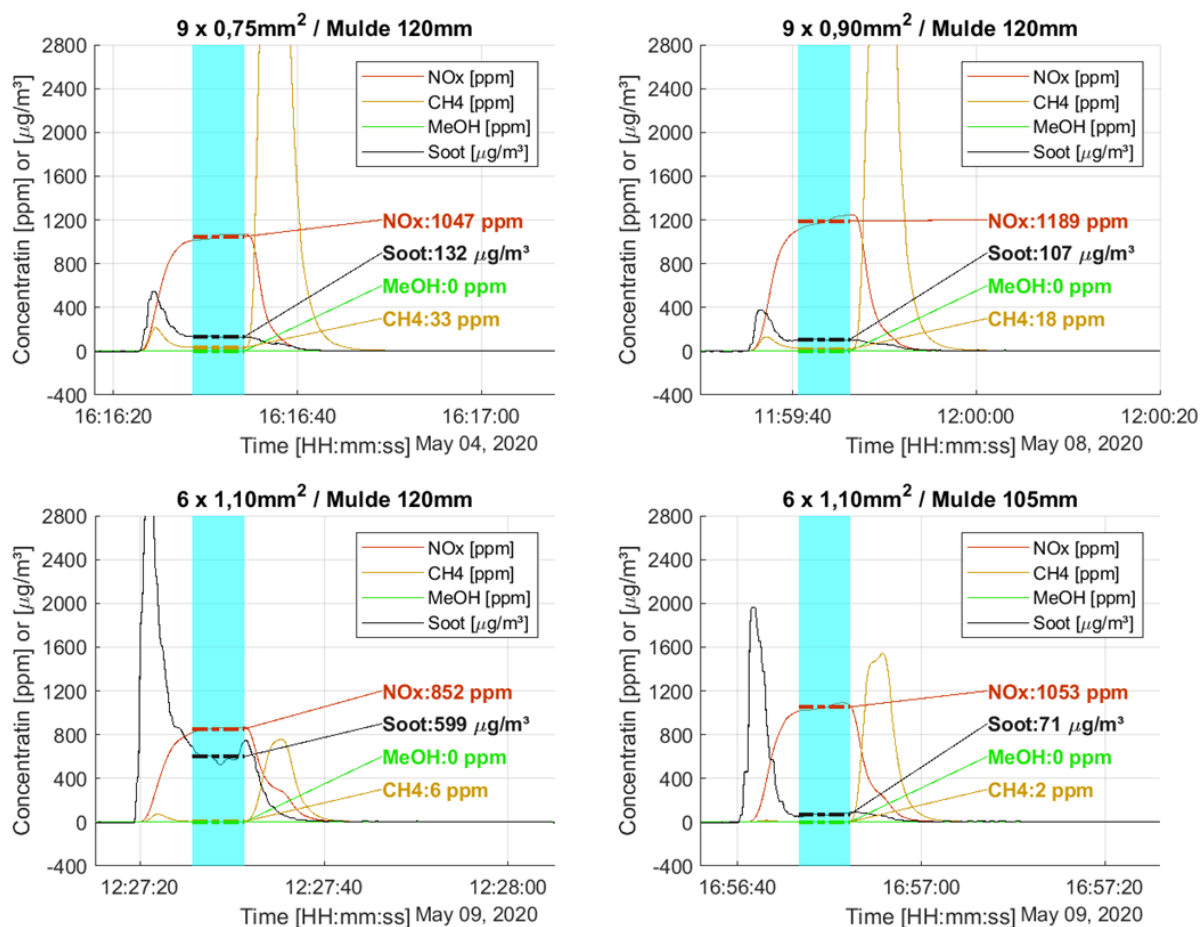 9 x 0,75mm² / Mulde 120mm
Concentratin [ppm] or [µg/m³]
2800
2400
2000
1600
1200
800
400
0
-400
NOx [ppm]
CH4 [ppm]
MeOH [ppm]
Soot [µg/m³]
NOx:1047 ppm
Soot:132 µg/m³
MeOH:0 ppm
CH4:33 ppm
16:16:20 16:16:40 16:17:00
Time [HH:mm:ss] May 04, 2020
9 x 0,90mm² / Mulde 120mm
Concentratin [ppm] or [µg/m³]
2800
2400
2000
1600
1200
800
400
0
-400
NOx [ppm]
CH4 [ppm]
MeOH [ppm]
Soot [µg/m³]
NOx:1189 ppm
Soot:107 µg/m³
MeOH:0 ppm
CH4:18 ppm
11:59:40 12:00:00 12:00:20
Time [HH:mm:ss] May 08, 2020
6 x 1,10mm² / Mulde 120mm
Concentratin [ppm] or [µg/m³]
2800
2400
2000
1600
1200
800
400
0
-400
NOx [ppm]
CH4 [ppm]
MeOH [ppm]
Soot [µg/m³]
NOx:852 ppm
Soot:599 µg/m³
MeOH:0 ppm
CH4:6 ppm
12:27:20 12:27:40 12:28:00
Time [HH:mm:ss] May 09, 2020
6 x 1,10mm² / Mulde 105mm
Concentratin [ppm] or [µg/m³]
2800
2400
2000
1600
1200
800
400
0
-400
NOx [ppm]
CH4 [ppm]
MeOH [ppm]
Soot [µg/m³]
NOx:1053 ppm
Soot:71 µg/m³
MeOH:0 ppm
CH4:2 ppm
16:56:40 16:57:00 16:57:20
Time [HH:mm:ss] May 09, 2020